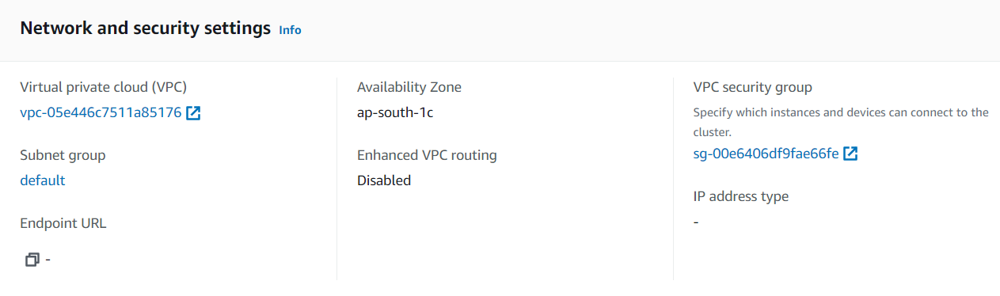 Network and security settings Info
Virtual private cloud (VPC)
vpc-05e446c7511a85176
Subnet group
default
Endpoint URL
-
Availability Zone
ap-south-1c
Enhanced VPC routing
Disabled
VPC security group
Specify which instances and devices can connect to the
cluster.
sg-00e6406df9fae66fe
IP address type
-